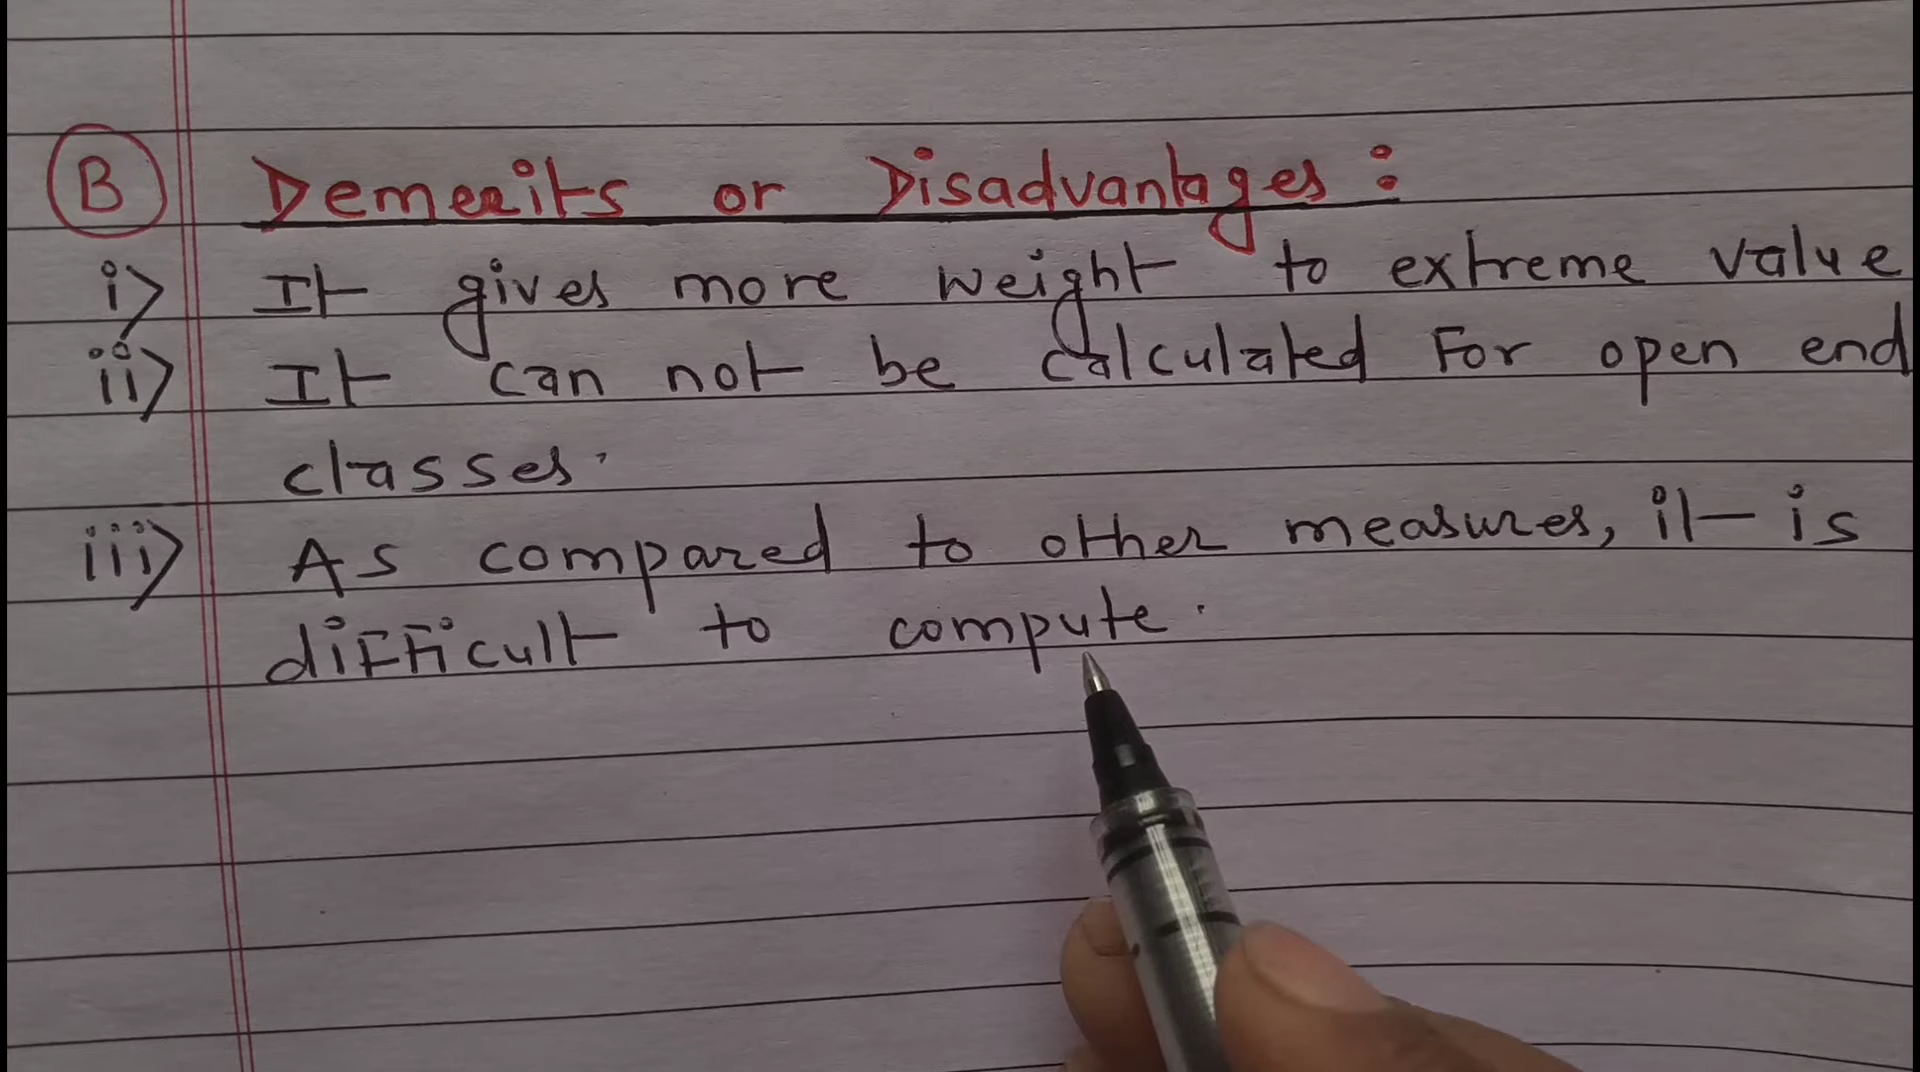 B Demerits or Disadvantages :
i) It gives more weight to extreme value
ii) It can not be calculated For open end
classes.
iii) As compared to other measures, it is
difficult to compute.